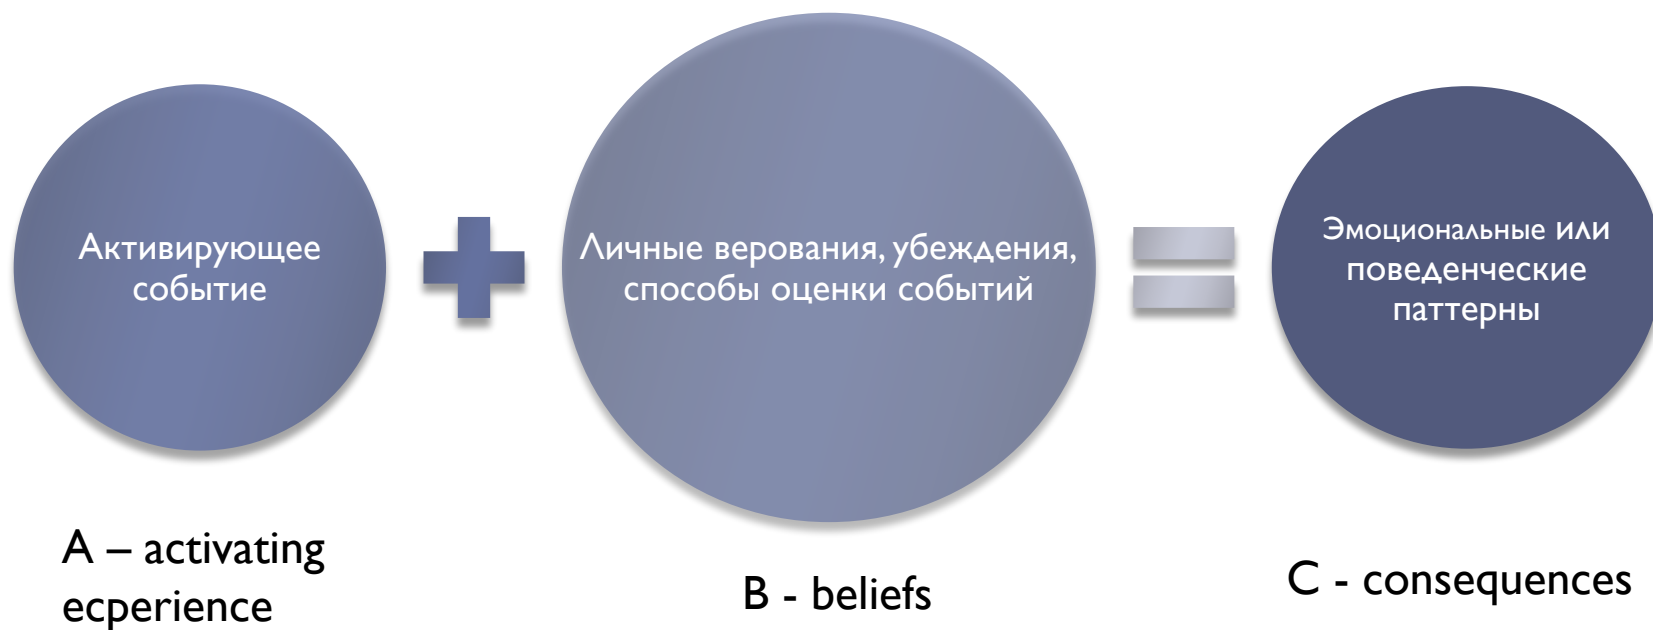 Активирующее
событие
Личные верования, убеждения,
способы оценки событий
Эмоциональные или
поведенческие
паттерны
A – activating
ecperience
B - beliefs
C - consequences